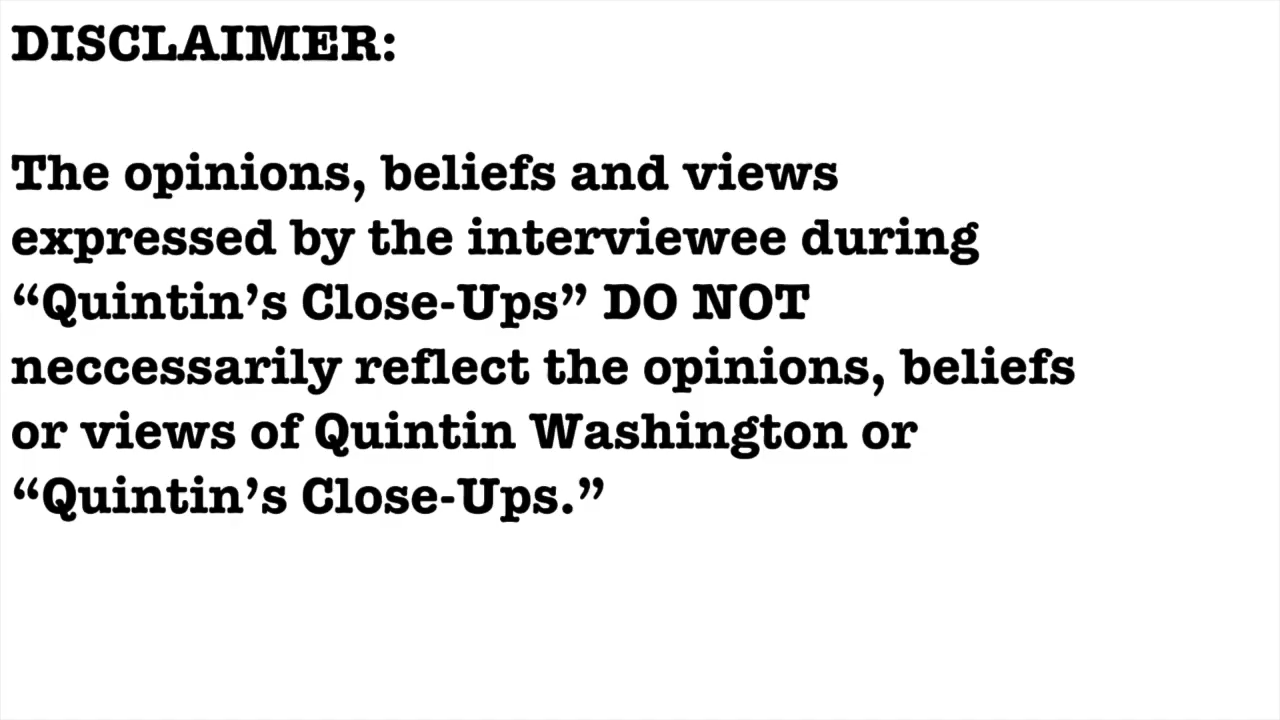 DISCLAIMER:
The opinions, beliefs and views
expressed by the interviewee during
“Quintin’s Close-Ups” DO NOT
neccessarily reflect the opinions, beliefs
or views of Quintin Washington or
“Quintin’s Close-Ups.”